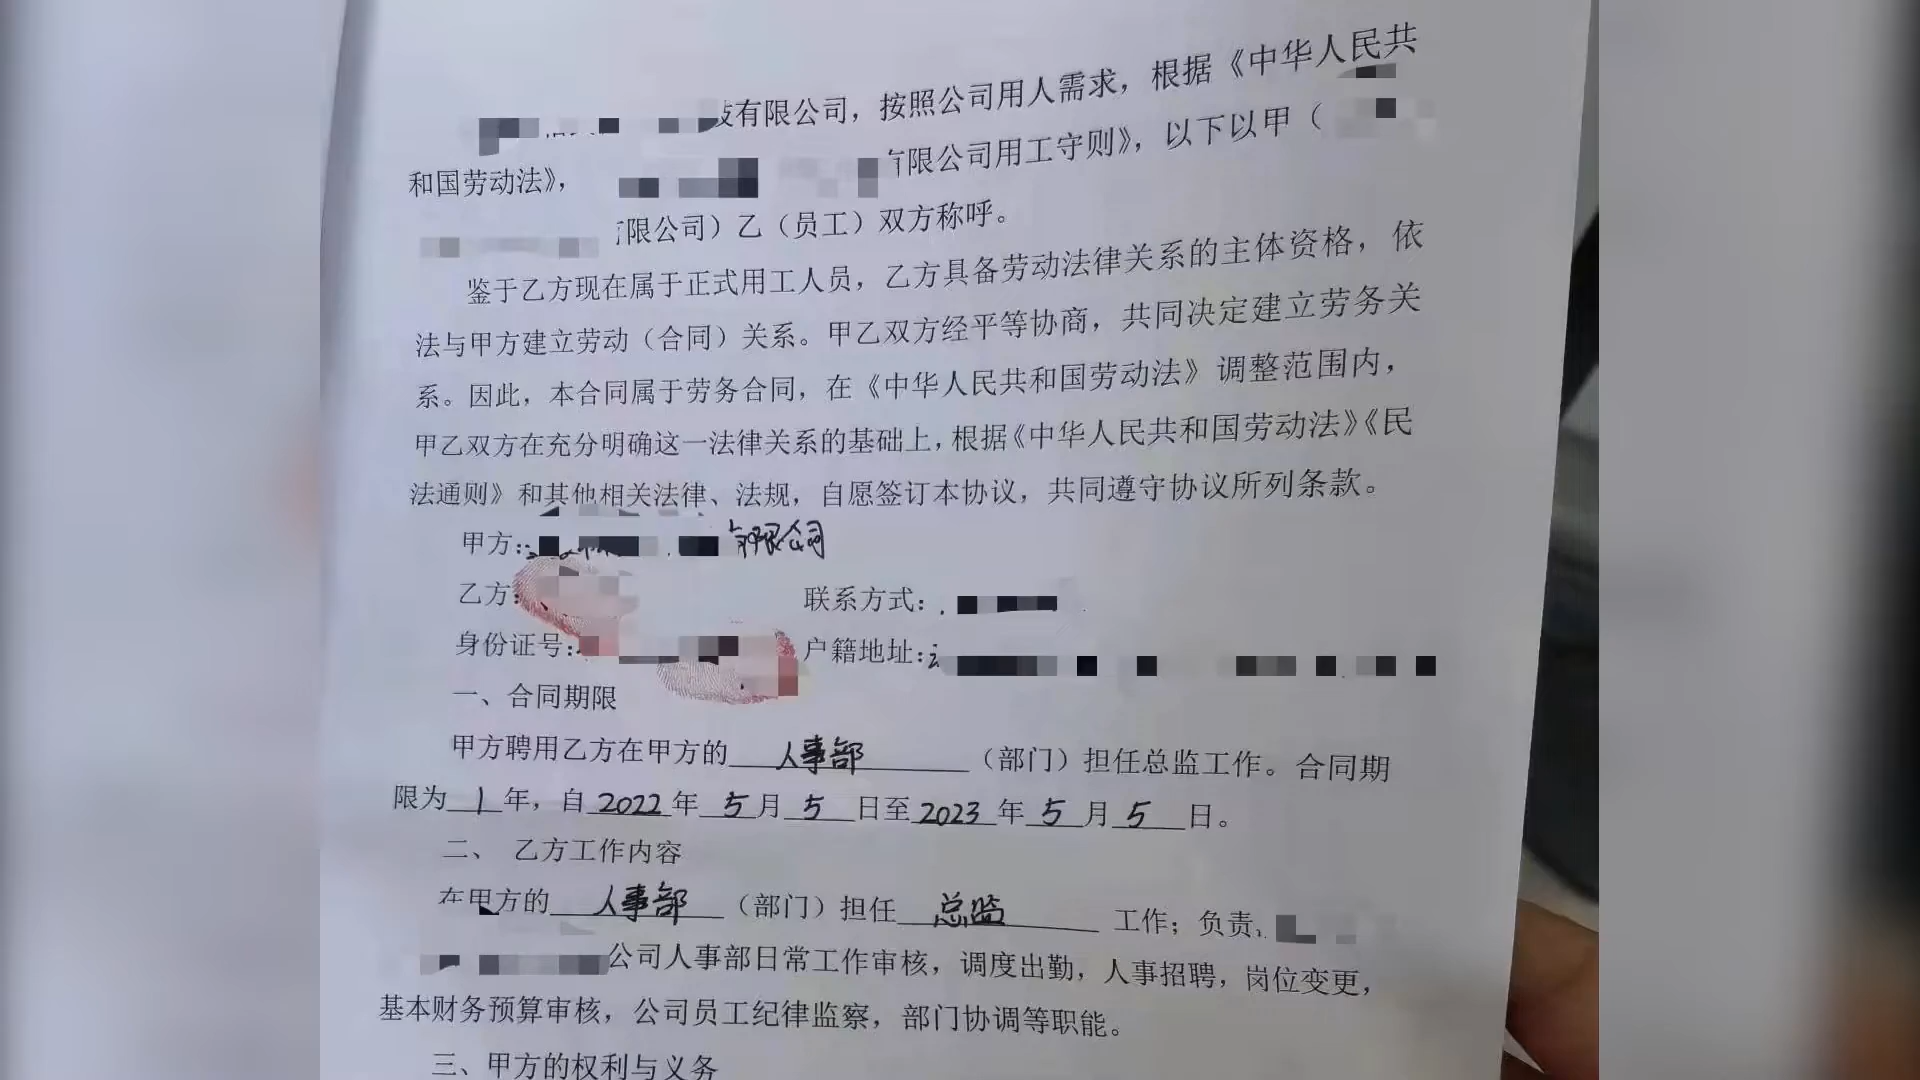 有限公司，按照公司用人需求，根据《中华人民共
和国劳动法》，有限公司用工守则》，以下以甲（
限公司）乙（员工）双方称呼。
鉴于乙方现在属于正式用工人员，乙方具备劳动法律关系的主体资格，依
法与甲方建立劳动（合同）关系。甲乙双方经平等协商，共同决定建立劳务关
系。因此，本合同属于劳务合同，在《中华人民共和国劳动法》调整范围内，
甲乙双方在充分明确这一法律关系的基础上，根据《中华人民共和国劳动法》《民
法通则》和其他相关法律、法规，自愿签订本协议，共同遵守协议所列条款。
甲方：有限公司
乙方： 联系方式：
身份证号： 户籍地址：
一、合同期限
甲方聘用乙方在甲方的 人事部 （部门）担任总监工作。合同期
限为 1 年，自 2022 年 5 月 5 日至 2023 年 5 月 5 日。
二、 乙方工作内容
在甲方的 人事部 （部门）担任 总监 工作；负责
公司人事部日常工作审核，调度出勤，人事招聘，岗位变更，
基本财务预算审核，公司员工纪律监察，部门协调等职能。
三、甲方的权利与义务